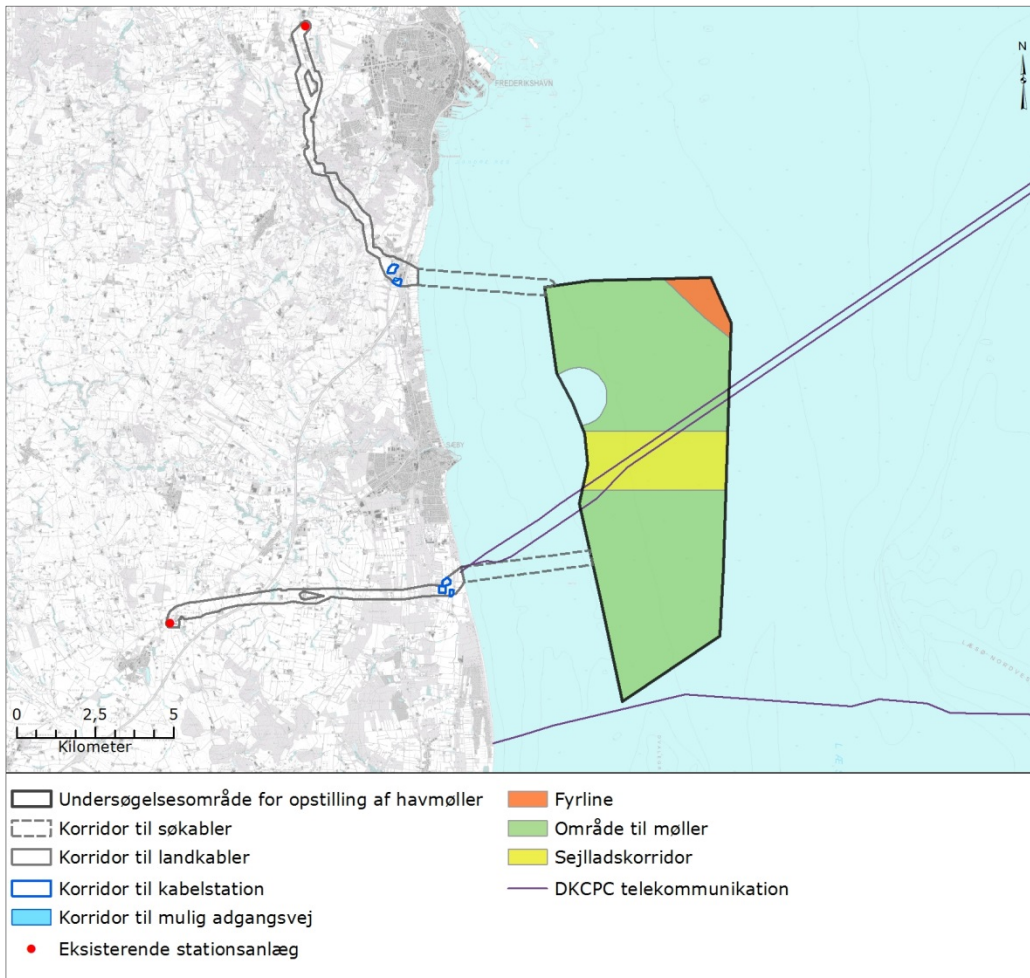 N
FREDERIKSHAVN
SÆBY
0 2,5 5
Kilometer
Undersøgelsesområde for opstilling af havmøller
Korridor til søkabler
Korridor til landkabler
Korridor til kabelstation
Korridor til mulig adgangsvej
Eksisterende stationsanlæg
Fyrline
Område til møller
Sejlladskorridor
DKCPC telekommunikation